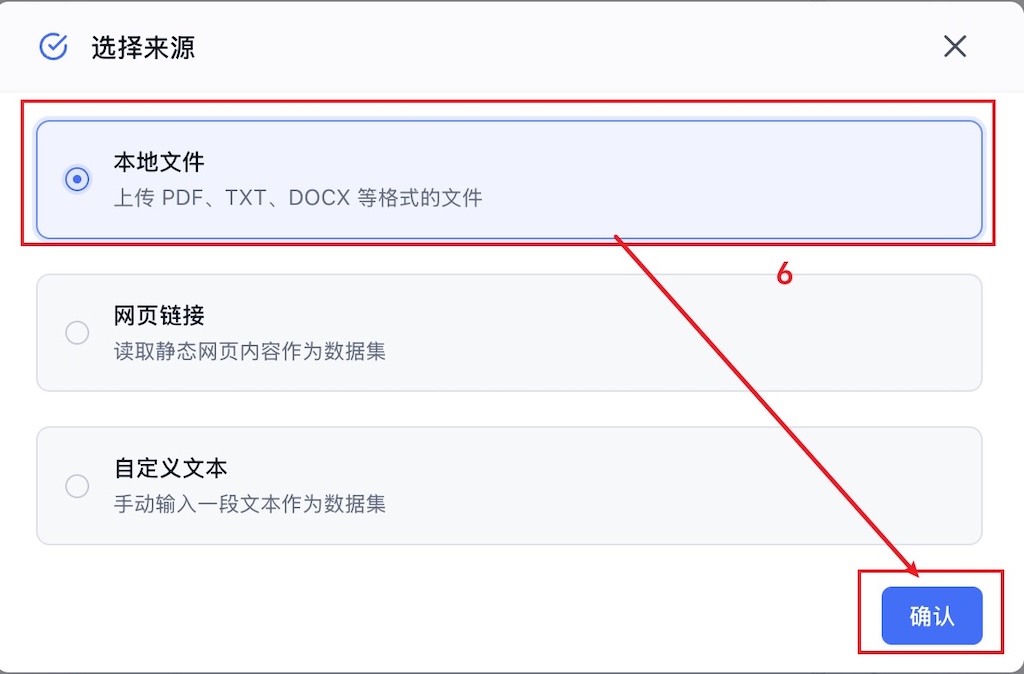 选择来源
本地文件
上传 PDF、TXT、DOCX 等格式的文件
6
网页链接
读取静态网页内容作为数据集
自定义文本
手动输入一段文本作为数据集
确认